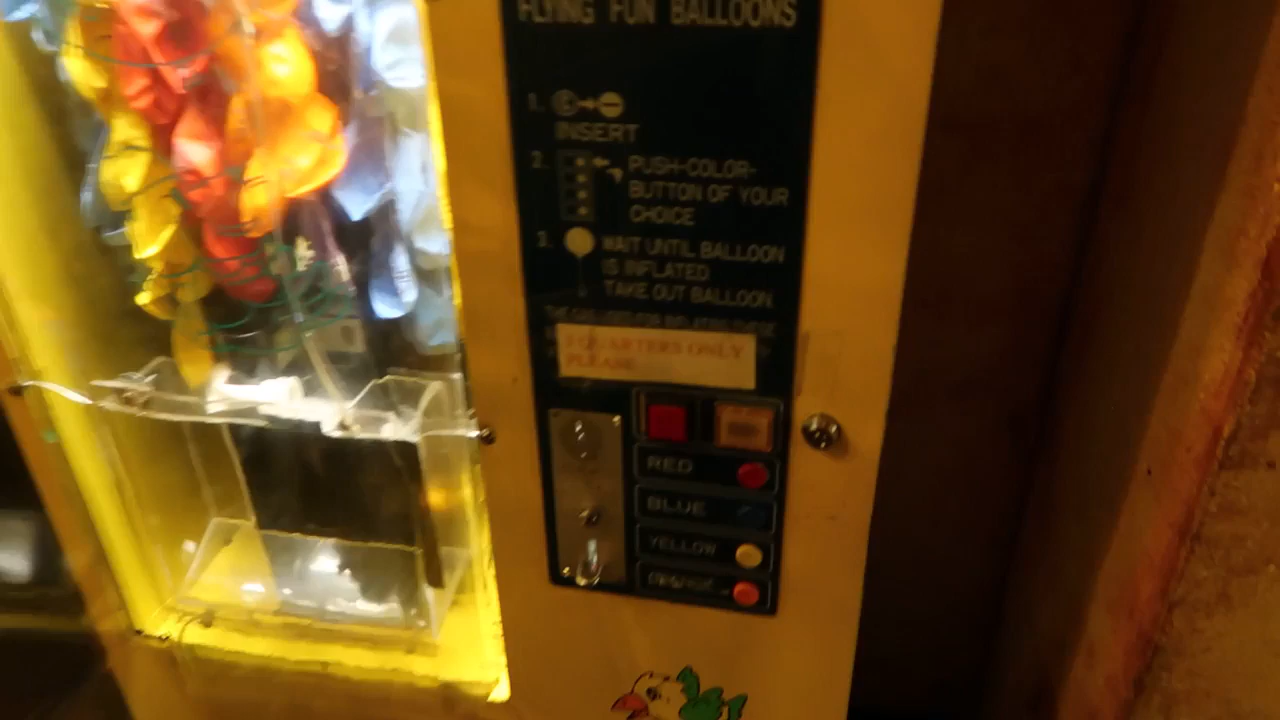 FLYING FUN BALLOONS
1.
INSERT
2. PUSH-COLOR-
BUTTON OF YOUR
CHOICE
3. WAIT UNTIL BALLOON
IS INFLATED
TAKE OUT BALLOON
QUARTERS ONLY
PLEASE
RED
BLUE
YELLOW